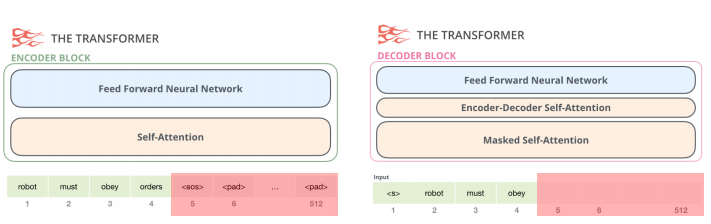 THE TRANSFORMER
ENCODER BLOCK
Feed Forward Neural Network
Self-Attention
robot must obey orders <eos> <pad> ... <pad>
1 2 3 4 5 6 512
THE TRANSFORMER
DECODER BLOCK
Feed Forward Neural Network
Encoder-Decoder Self-Attention
Masked Self-Attention
Input
<s> robot must obey
1 2 3 4 5 6 512